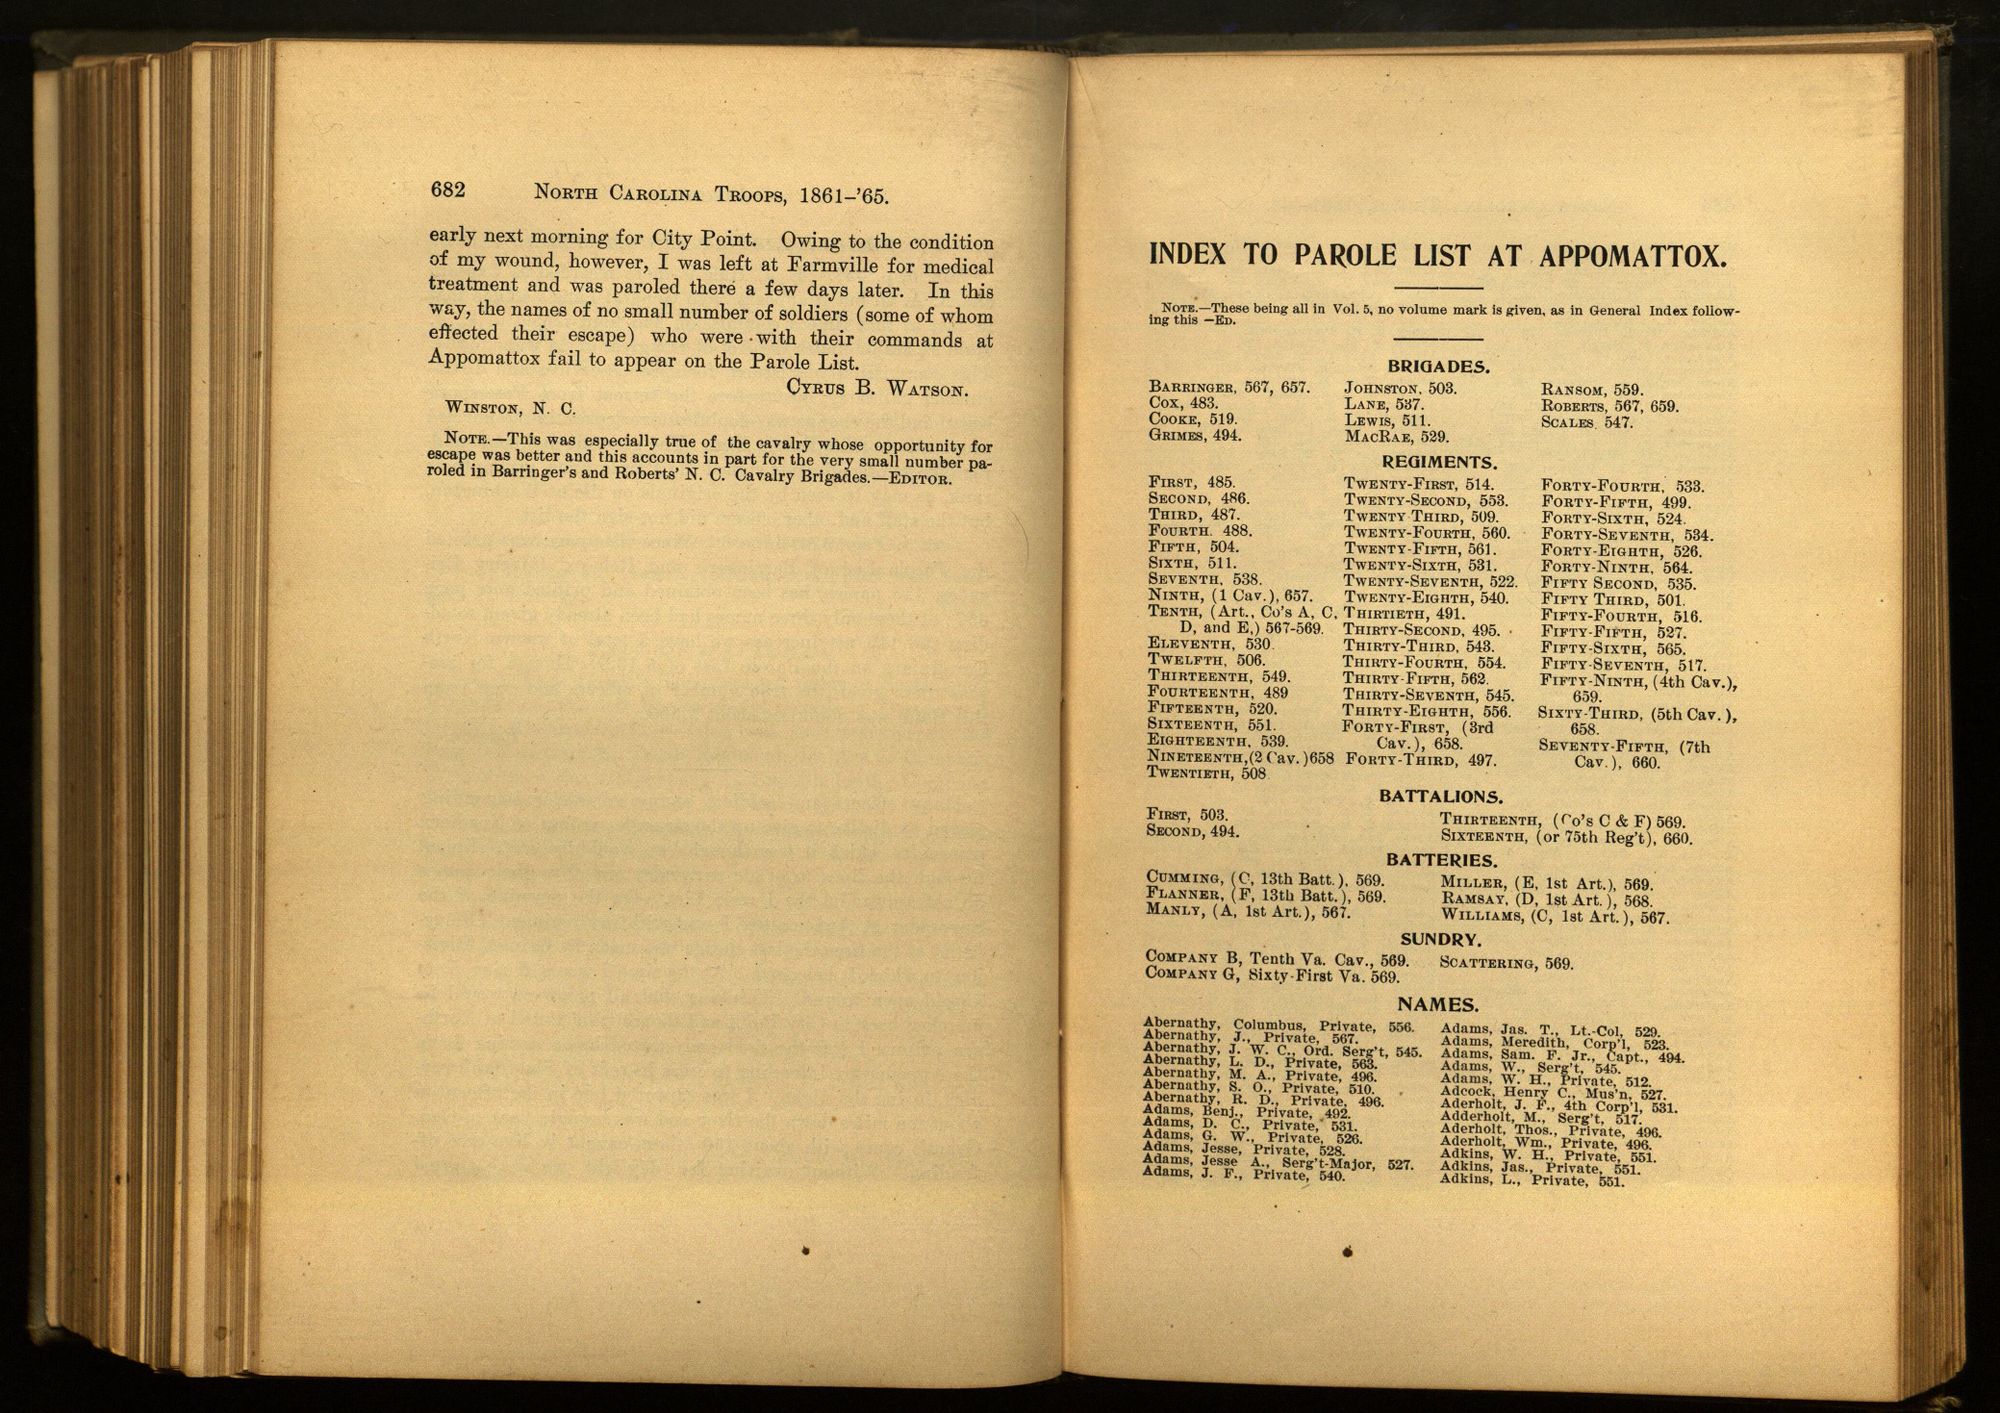 682 NORTH CAROLINA TROOPS, 1861–'65.
early next morning for City Point. Owing to the condition
of my wound, however, I was left at Farmville for medical
treatment and was paroled there a few days later. In this
way, the names of no small number of soldiers (some of whom
effected their escape) who were with their commands at
Appomattox fail to appear on the Parole List.
CYRUS B. WATSON.
WINSTON, N. C.
NOTE.—This was especially true of the cavalry whose opportunity for
escape was better and this accounts in part for the very small number pa-
roled in Barringer's and Roberts' N. C. Cavalry Brigades.—EDITOR.
INDEX TO PAROLE LIST AT APPOMATTOX.
NOTE.—These being all in Vol. 5, no volume mark is given, as in General Index follow-
ing this —ED.
BRIGADES.
BARRINGER, 567, 657.
COX, 483.
COOKE, 519.
GRIMES, 494.
JOHNSTON, 503.
LANE, 537.
LEWIS, 511.
MACRAE, 529.
RANSOM, 559.
ROBERTS, 567, 659.
SCALES. 547.
REGIMENTS.
FIRST, 485.
SECOND, 486.
THIRD, 487.
FOURTH. 488.
FIFTH, 504.
SIXTH, 511.
SEVENTH, 538.
NINTH, (1 Cav.), 657.
TENTH, (Art., Co's A, C,
D, and E,) 567-569.
ELEVENTH, 530.
TWELFTH, 506.
THIRTEENTH, 549.
FOURTEENTH, 489
FIFTEENTH, 520.
SIXTEENTH, 551.
EIGHTEENTH, 539.
NINETEENTH,(2 Cav.)658
TWENTIETH, 508
TWENTY-FIRST, 514.
TWENTY-SECOND, 553.
TWENTY THIRD, 509.
TWENTY-FOURTH, 560.
TWENTY-FIFTH, 561.
TWENTY-SIXTH, 531.
TWENTY-SEVENTH, 522.
TWENTY-EIGHTH, 540.
THIRTIETH, 491.
THIRTY-SECOND, 495.
THIRTY-THIRD, 543.
THIRTY-FOURTH, 554.
THIRTY-FIFTH, 562.
THIRTY-SEVENTH, 545.
THIRTY-EIGHTH, 556.
FORTY-FIRST, (3rd
Cav.), 658.
FORTY-THIRD, 497.
FORTY-FOURTH, 533.
FORTY-FIFTH, 499.
FORTY-SIXTH, 524.
FORTY-SEVENTH, 534.
FORTY-EIGHTH, 526.
FORTY-NINTH, 564.
FIFTY SECOND, 535.
FIFTY THIRD, 501.
FIFTY-FOURTH, 516.
FIFTY-FIFTH, 527.
FIFTY-SIXTH, 565.
FIFTY-SEVENTH, 517.
FIFTY-NINTH, (4th Cav.),
659.
SIXTY-THIRD, (5th Cav.),
658.
SEVENTY-FIFTH, (7th
Cav.), 660.
BATTALIONS.
FIRST, 503.
SECOND, 494.
THIRTEENTH, (Co's C & F) 569.
SIXTEENTH, (or 75th Reg't), 660.
BATTERIES.
CUMMING, (C, 13th Batt.), 569.
FLANNER, (F, 13th Batt.), 569.
MANLY, (A, 1st Art.), 567.
MILLER, (E, 1st Art.), 569.
RAMSAY, (D, 1st Art.), 568.
WILLIAMS, (C, 1st Art.), 567.
SUNDRY.
COMPANY B, Tenth Va. Cav., 569.
COMPANY G, Sixty-First Va. 569.
SCATTERING, 569.
NAMES.
Abernathy, Columbus, Private, 556.
Abernathy, J., Private, 567.
Abernathy, J. W. C., Ord. Serg't, 545.
Abernathy, L. D., Private, 563.
Abernathy, M. A., Private, 496.
Abernathy, S. O., Private, 510.
Abernathy, R. D., Private, 496.
Adams, Benj., Private, 492.
Adams, D. C., Private, 531.
Adams, G. W., Private, 526.
Adams, Jesse, Private, 528.
Adams, Jesse A., Serg't-Major, 527.
Adams, J. F., Private, 540.
Adams, Jas. T., Lt.-Col, 529.
Adams, Meredith, Corp'l, 523.
Adams, Sam. F. Jr., Capt., 494.
Adams, W., Serg't, 545.
Adams, W. H., Private, 512.
Adcock, Henry C., Mus'n, 527.
Aderholt, J. F., 4th Corp'l, 531.
Adderholt, M., Serg't, 517.
Aderholt, Thos., Private, 496.
Aderholt, Wm., Private, 496.
Adkins, W. H., Private, 551.
Adkins, Jas., Private, 551.
Adkins, L., Private, 551.